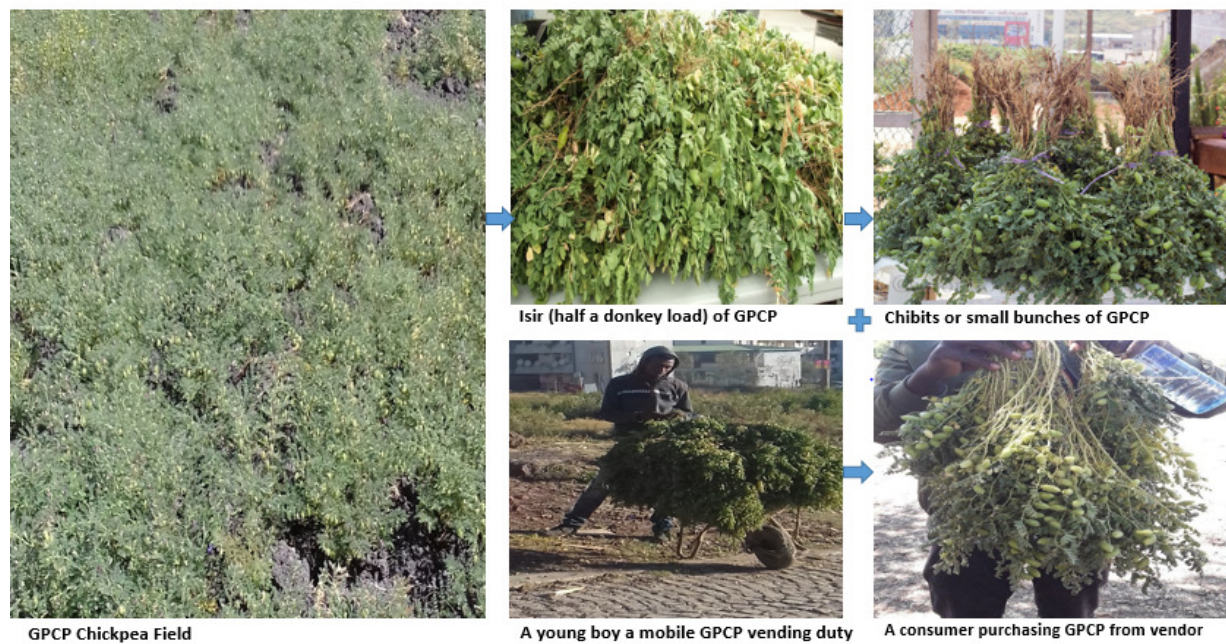 Isir (half a donkey load) of GPCP
Chibits or small bunches of GPCP
GPCP Chickpea Field
A young boy a mobile GPCP vending duty
A consumer purchasing GPCP from vendor